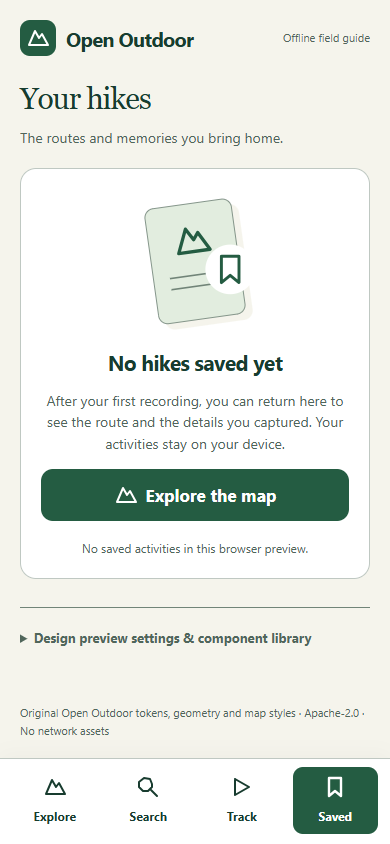 Open Outdoor
Offline field guide
Your hikes
The routes and memories you bring home.
No hikes saved yet
After your first recording, you can return here to
see the route and the details you captured. Your
activities stay on your device.
Explore the map
No saved activities in this browser preview.
Design preview settings & component library
Original Open Outdoor tokens, geometry and map styles · Apache-2.0 ·
No network assets
Explore
Search
Track
Saved